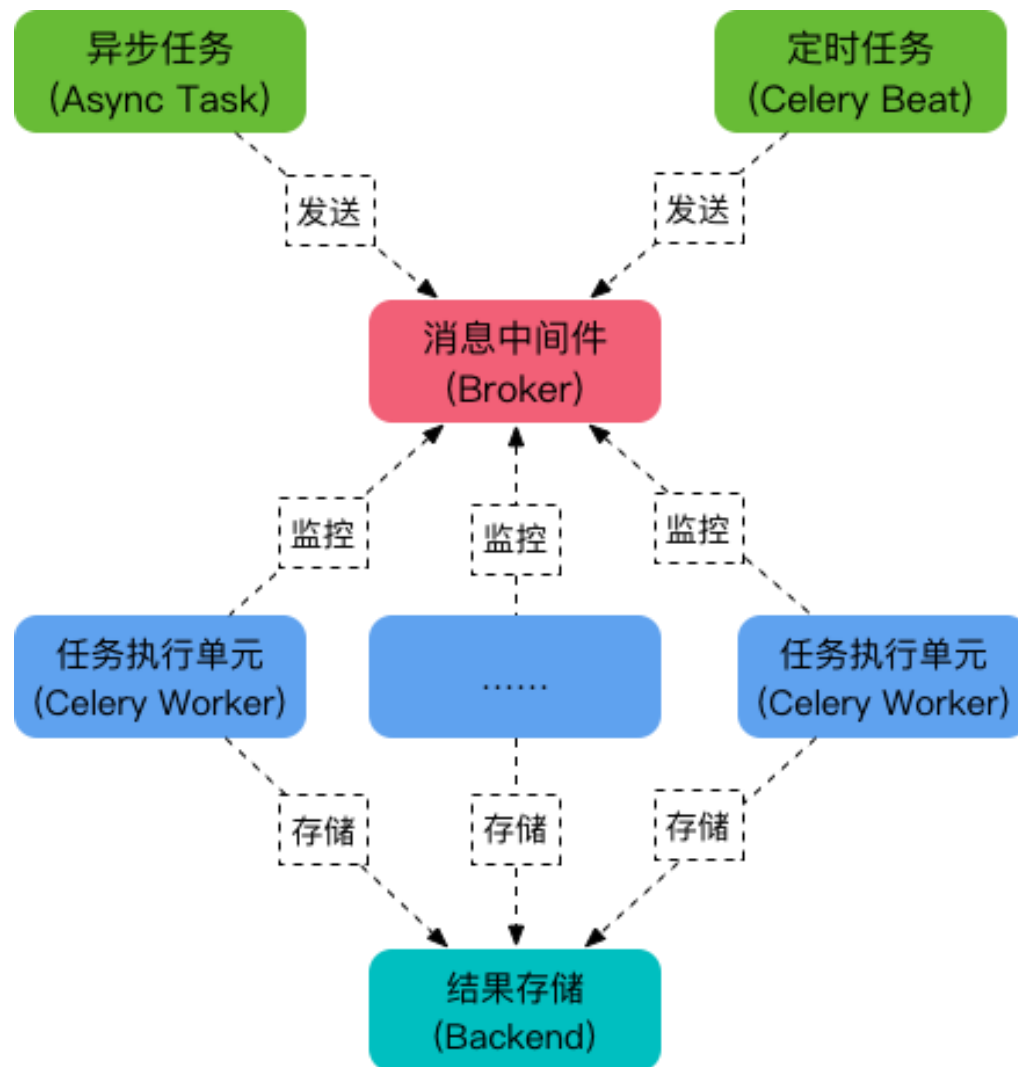 异步任务
(Async Task)
定时任务
(Celery Beat)
发送
发送
消息中间件
(Broker)
监控
监控
监控
任务执行单元
(Celery Worker)
......
任务执行单元
(Celery Worker)
存储
存储
存储
结果存储
(Backend)